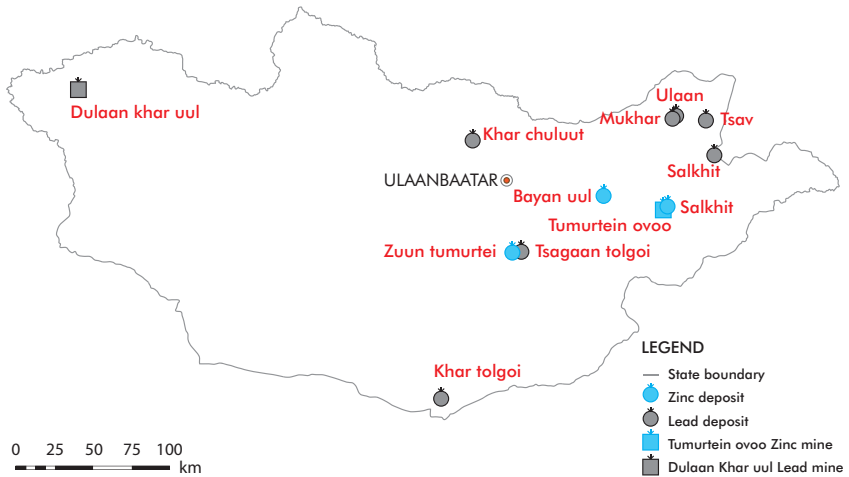 Ulaan
Dulaan khar uul
Mukhar
Tsav
Khar chuluut
Salkhit
ULAANBAATAR
Bayan uul
Salkhit
Tumurtein ovoo
Zuun tumurtei
Tsagaan tolgoi
Khar tolgoi
LEGEND
State boundary
Zinc deposit
Lead deposit
Tumurtein ovoo Zinc mine
Dulaan Khar uul Lead mine
0 25 50 75 100
km